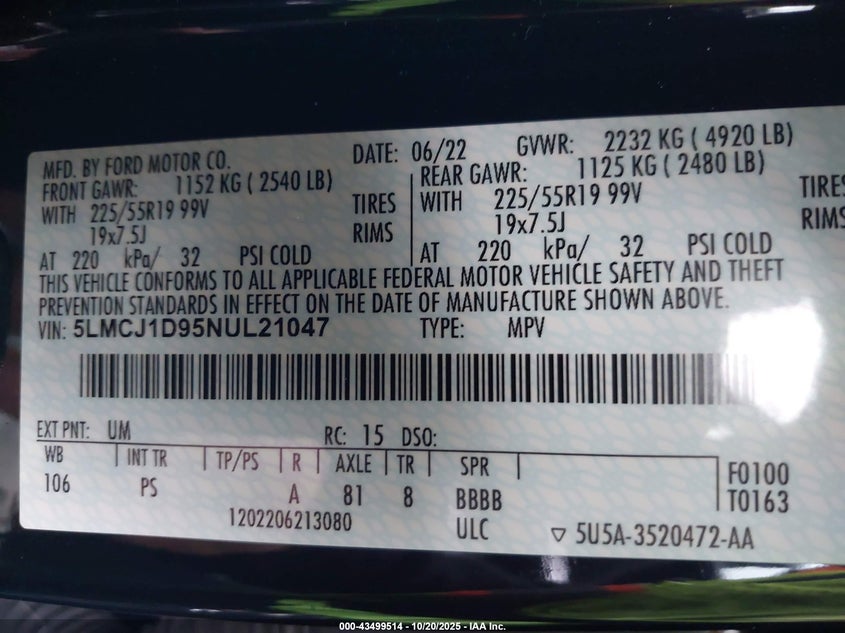 MFD. BY FORD MOTOR CO. DATE: 06/22 GVWR: 2232 KG ( 4920 LB)
FRONT GAWR: 1152 KG ( 2540 LB) REAR GAWR: 1125 KG ( 2480 LB)
WITH 225/55R19 99V TIRES WITH 225/55R19 99V TIRES
19x7.5J RIMS 19x7.5J RIMS
AT 220 kPa/ 32 PSI COLD AT 220 kPa/ 32 PSI COLD
THIS VEHICLE CONFORMS TO ALL APPLICABLE FEDERAL MOTOR VEHICLE SAFETY AND THEFT
PREVENTION STANDARDS IN EFFECT ON THE DATE OF MANUFACTURE SHOWN ABOVE.
VIN: 5LMCJ1D95NUL21047 TYPE: MPV
EXT PNT: UM RC: 15 DSO:
WB INT TR TP/PS R AXLE TR SPR F0100
106 PS A 81 8 BBBB T0163
1202206213080 ULC ▽ 5U5A-3520472-AA
000-43499514 - 10/20/2025 - IAA Inc.